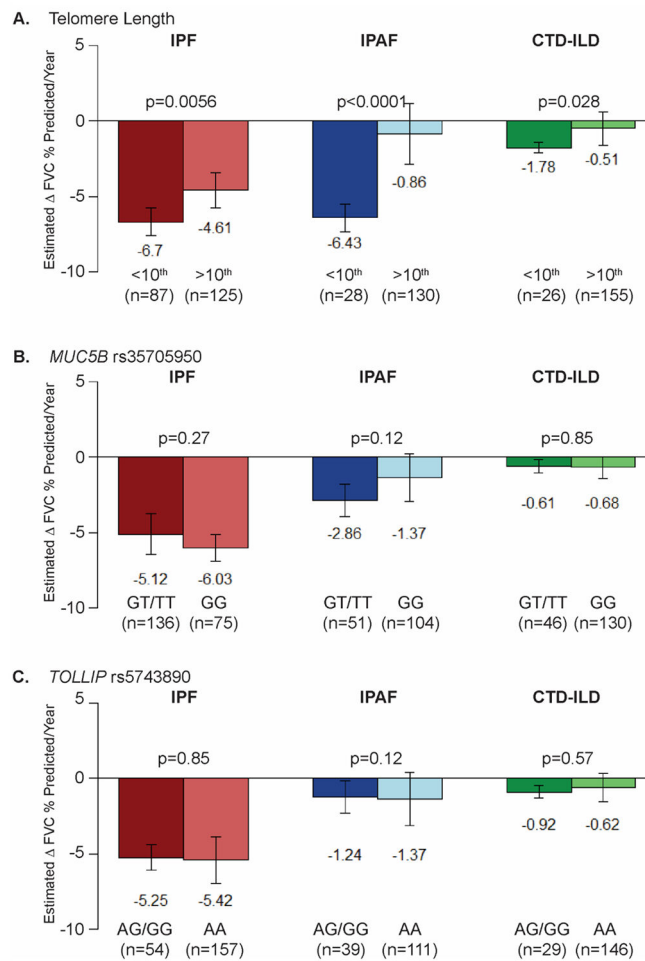 A. Telomere Length
IPF IPAF CTD-ILD
5
p=0.0056 p<0.0001 p=0.028
0
-0.51
-0.86
-1.78
-4.61
-5
-6.43
-6.7
-10
Estimated Δ FVC % Predicted/Year
<10th >10th <10th >10th <10th >10th
(n=87) (n=125) (n=28) (n=130) (n=26) (n=155)
B. MUC5B rs35705950
IPF IPAF CTD-ILD
5
p=0.27 p=0.12 p=0.85
0
-0.61 -0.68
-2.86 -1.37
-5
-5.12 -6.03
-10
Estimated Δ FVC % Predicted/Year
GT/TT GG GT/TT GG GT/TT GG
(n=136) (n=75) (n=51) (n=104) (n=46) (n=130)
C. TOLLIP rs5743890
IPF IPAF CTD-ILD
5
p=0.85 p=0.12 p=0.57
0
-0.92 -0.62
-1.24 -1.37
-5
-5.25 -5.42
-10
Estimated Δ FVC % Predicted/Year
AG/GG AA AG/GG AA AG/GG AA
(n=54) (n=157) (n=39) (n=111) (n=29) (n=146)